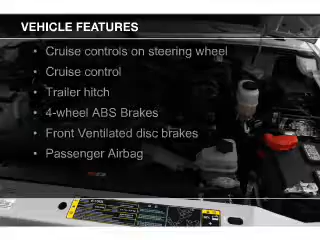 VEHICLE FEATURES
• Cruise controls on steering wheel
• Cruise control
• Trailer hitch
• 4-wheel ABS Brakes
• Front Ventilated disc brakes
• Passenger Airbag